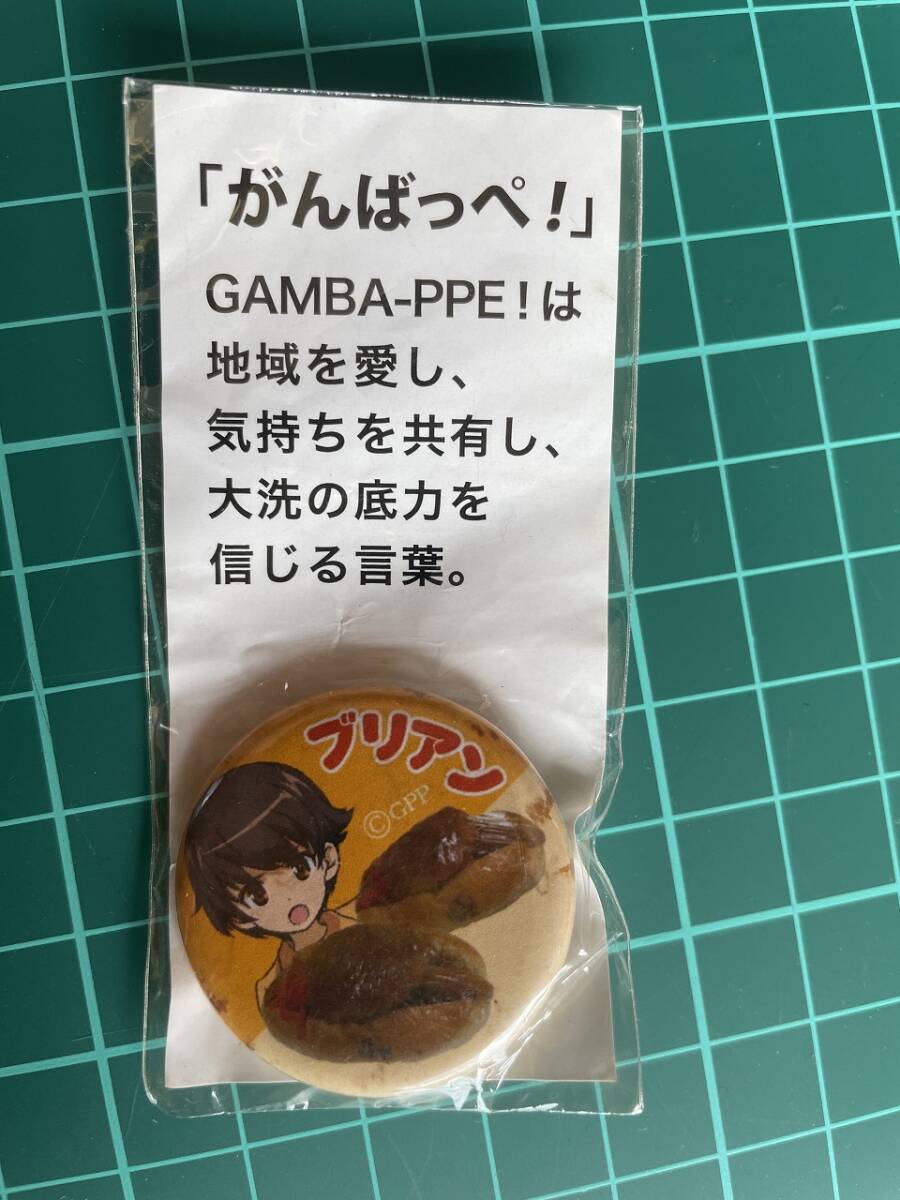 「がんばっぺ！」
GAMBA-PPE！は
地域を愛し、
気持ちを共有し、
大洗の底力を
信じる言葉。
ブリアン
©GPP